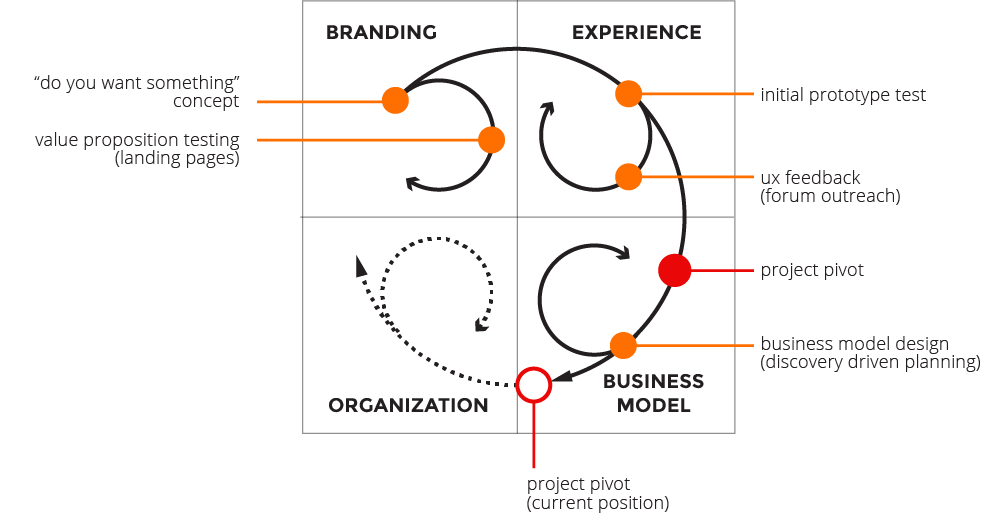 BRANDING
EXPERIENCE
“do you want something”
concept
initial prototype test
value proposition testing
(landing pages)
ux feedback
(forum outreach)
project pivot
business model design
(discovery driven planning)
BUSINESS
MODEL
ORGANIZATION
project pivot
(current position)